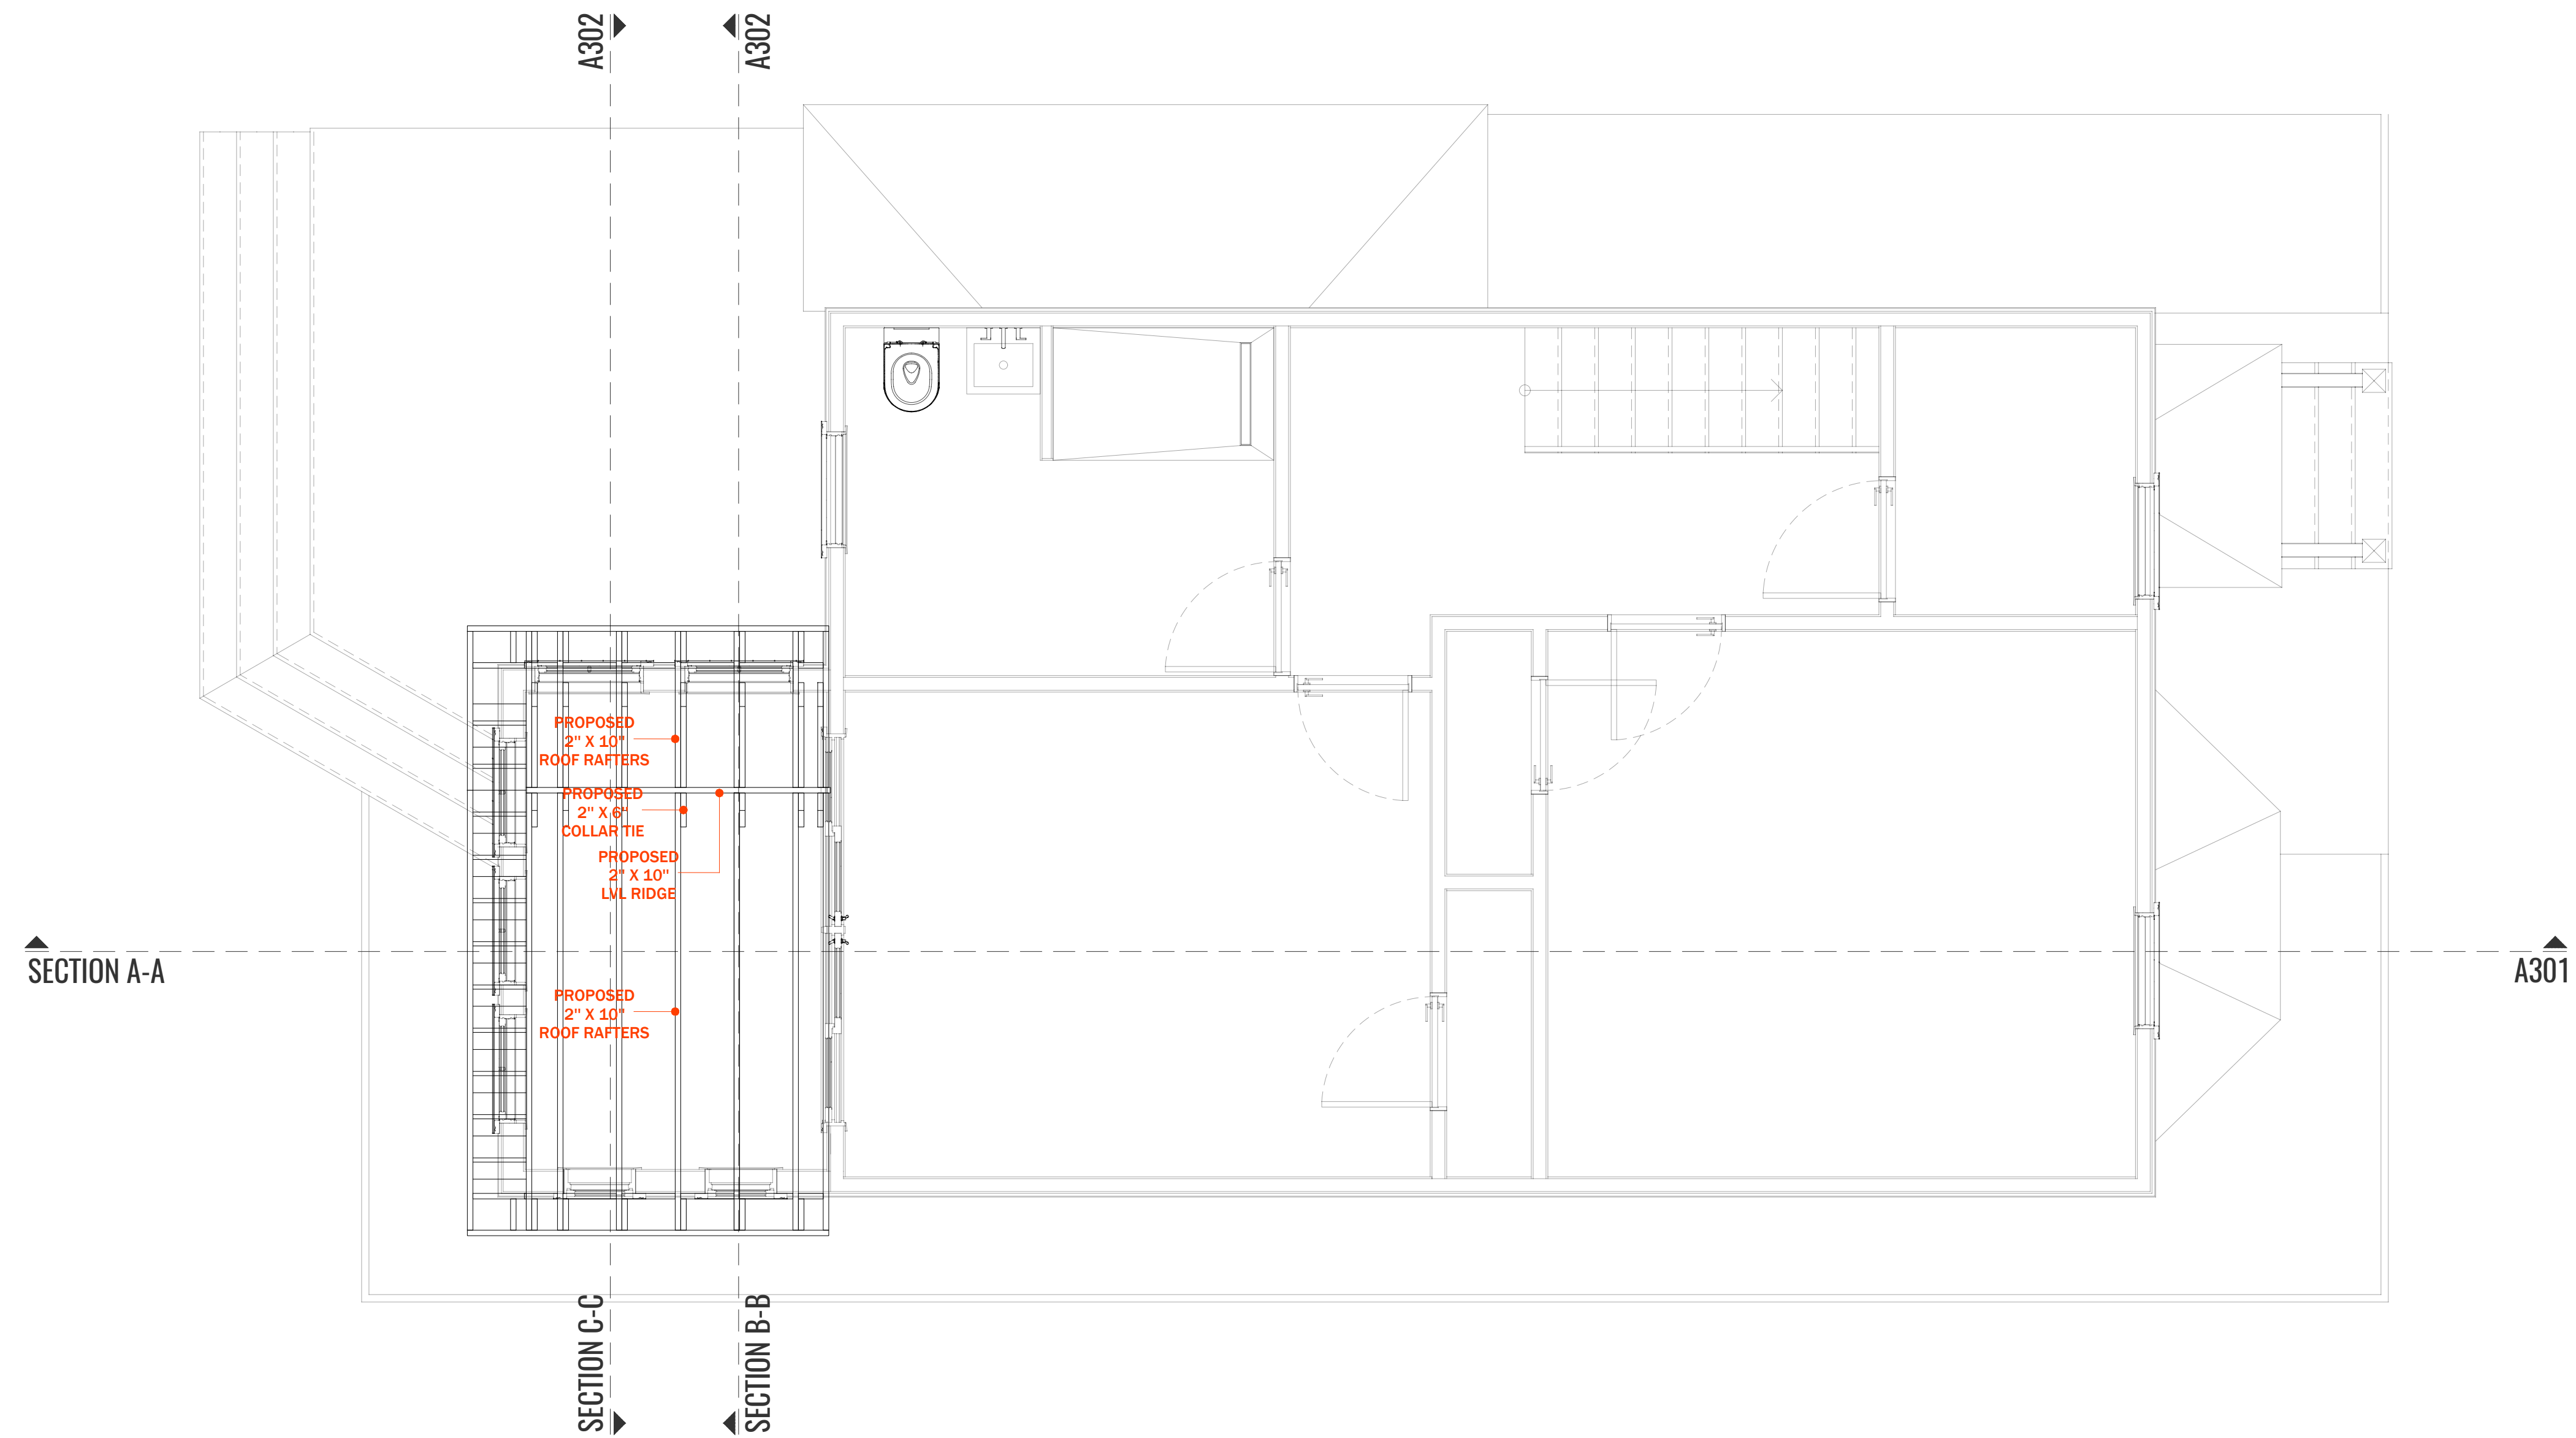 A302
A302
PROPOSED
2" X 10"
ROOF RAFTERS
PROPOSED
2" X 6"
COLLAR TIE
PROPOSED
2" X 10"
LVL RIDGE
SECTION A-A
A301
PROPOSED
2" X 10"
ROOF RAFTERS
SECTION C-C
SECTION B-B